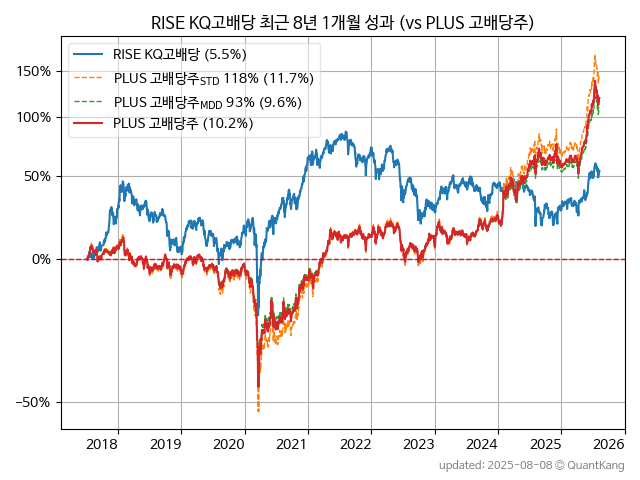 RISE KQ고배당 최근 8년 1개월 성과 (vs PLUS 고배당주)
RISE KQ고배당 (5.5%)
PLUS 고배당주STD 118% (11.7%)
PLUS 고배당주MDD 93% (9.6%)
PLUS 고배당주 (10.2%)
150%
100%
50%
0%
−50%
2018 2019 2020 2021 2022 2023 2024 2025 2026
updated: 2025-08-08 © QuantKang